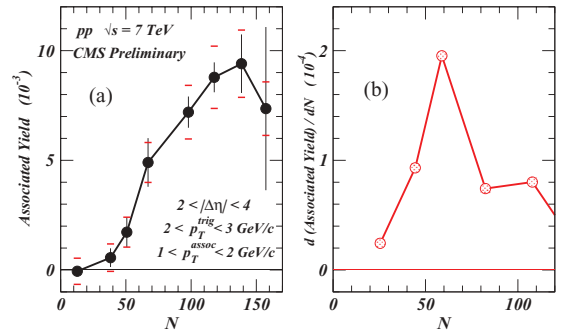 pp √s = 7 TeV
CMS Preliminary
(a)
2 < |Δη| < 4
2 < p_T^trig < 3 GeV/c
1 < p_T^assoc < 2 GeV/c
Associated Yield (10^-3)
10
5
0
0 50 100 150
N
(b)
d (Associated Yield) / dN (10^-4)
2
1
0
0 50 100
N